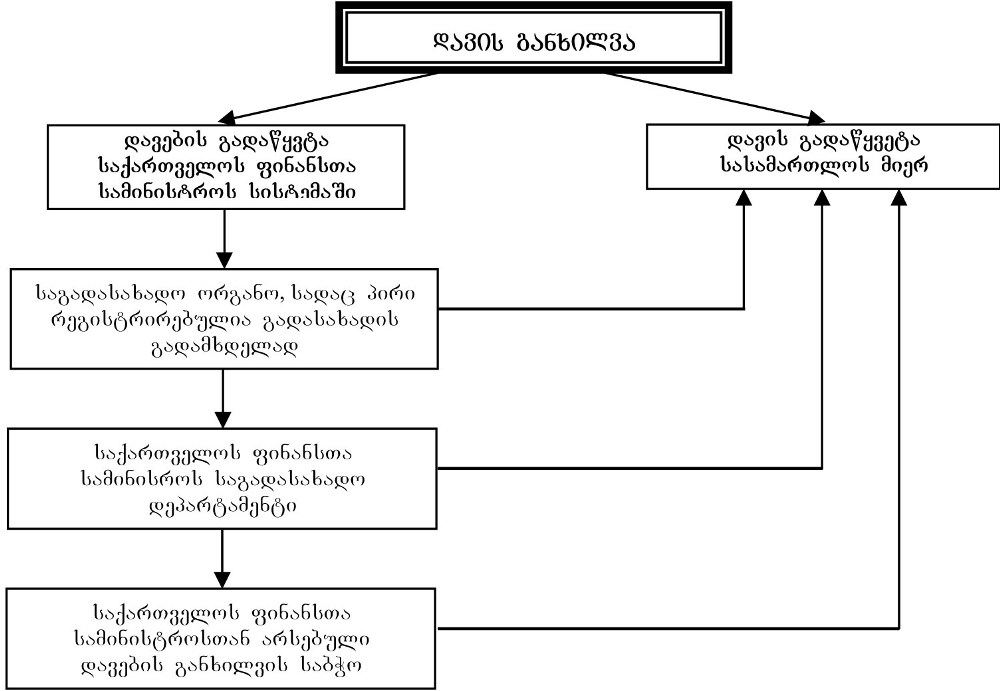 დავის განხილვა
დავების გადაწყვტა
საქართველოს ფინანსთა
სამინისტროს სისტემაში
დავის გადაწყვეტა
სასამართლოს მიერ
საგადასახადო ორგანო, სადაც პირი
რეგისტრირებულია გადასახადის
გადამხდელად
საქართველოს ფინანსთა
სამინისროს საგადასახადო
დეპარტამენტი
საქართველოს ფინანსთა
სამინისტროსთან არსებული
დავების განხილვის საბჭო